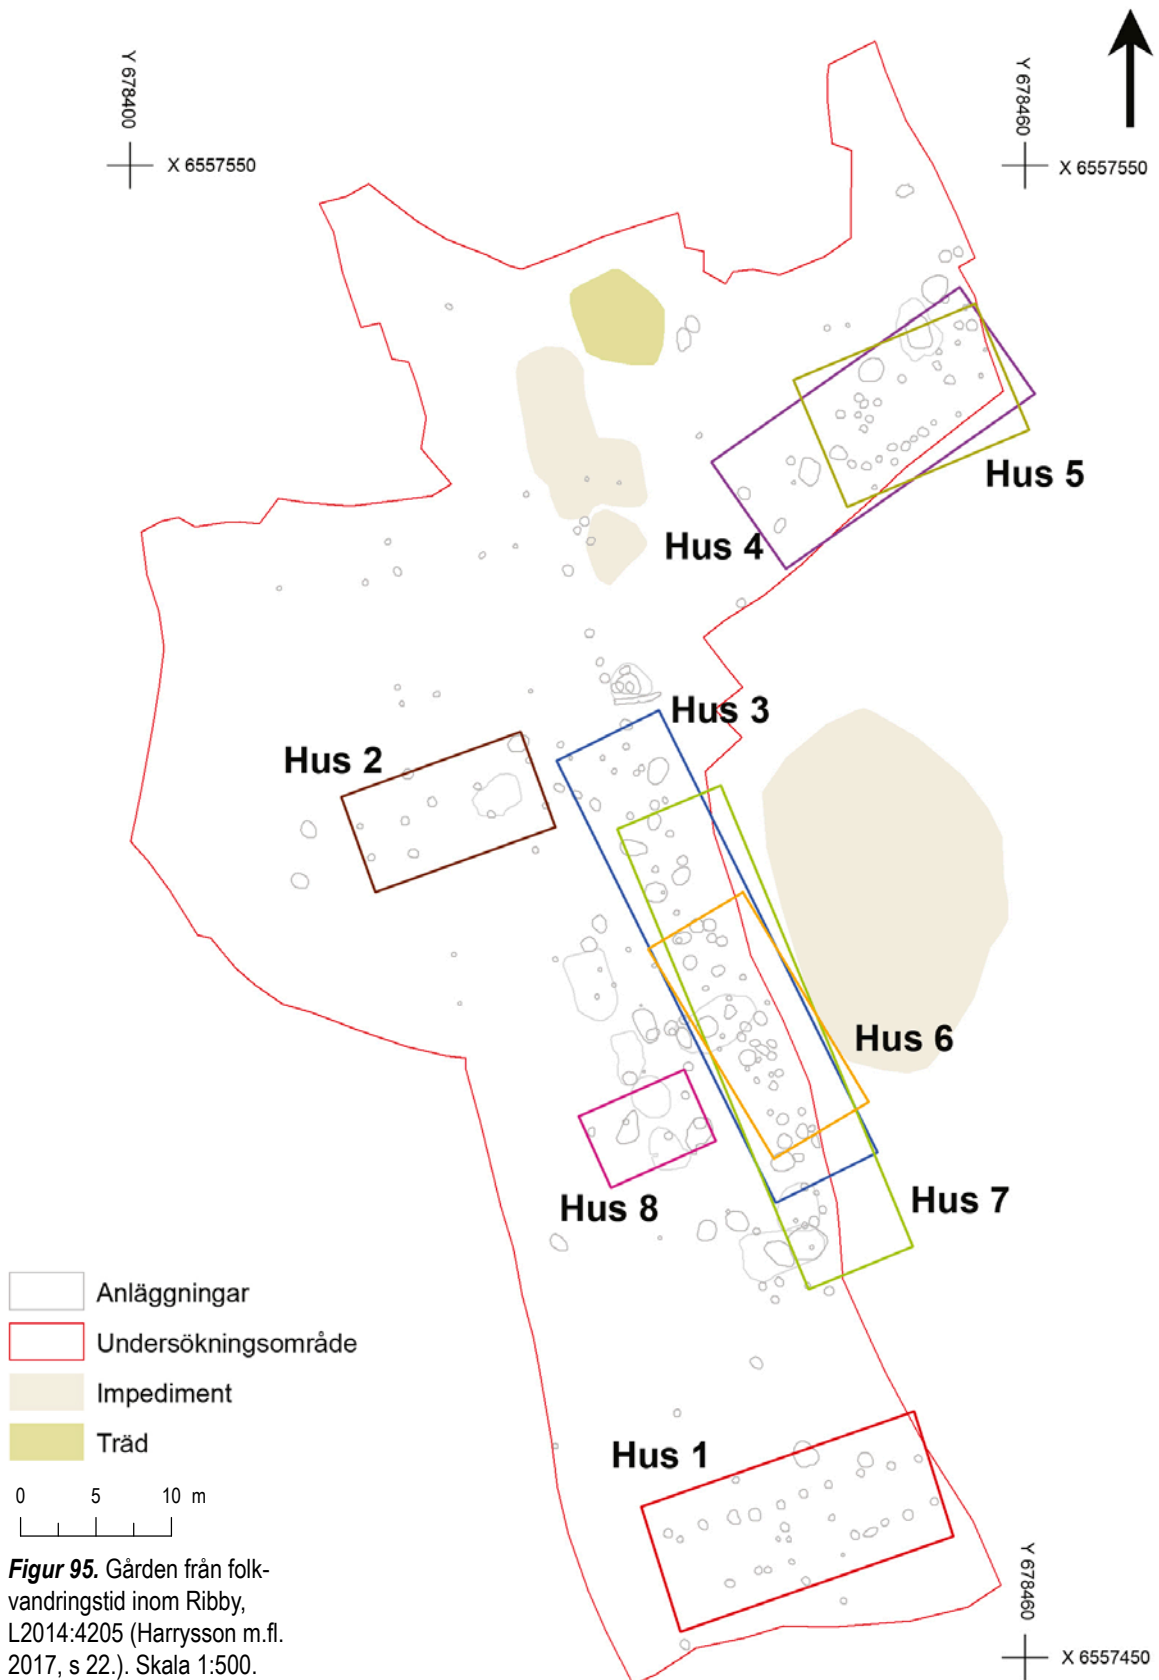 Y 678400
X 6557550
Y 678460
X 6557550
Hus 5
Hus 4
Hus 3
Hus 2
Hus 6
Hus 7
Hus 8
Hus 1
Anläggningar
Undersökningsområde
Impediment
Träd
0 5 10 m
Figur 95. Gården från folk-
vandringstid inom Ribby,
L2014:4205 (Harrysson m.fl.
2017, s 22.). Skala 1:500.
Y 678460
X 6557450